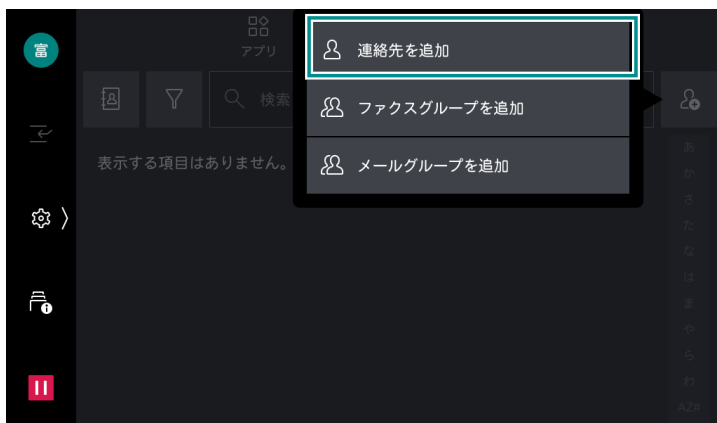 富
アプリ
連絡先を追加
検索
ファクスグループを追加
表示する項目はありません。
メールグループを追加
あ
か
さ
た
な
は
ま
や
ら
わ
AZ#